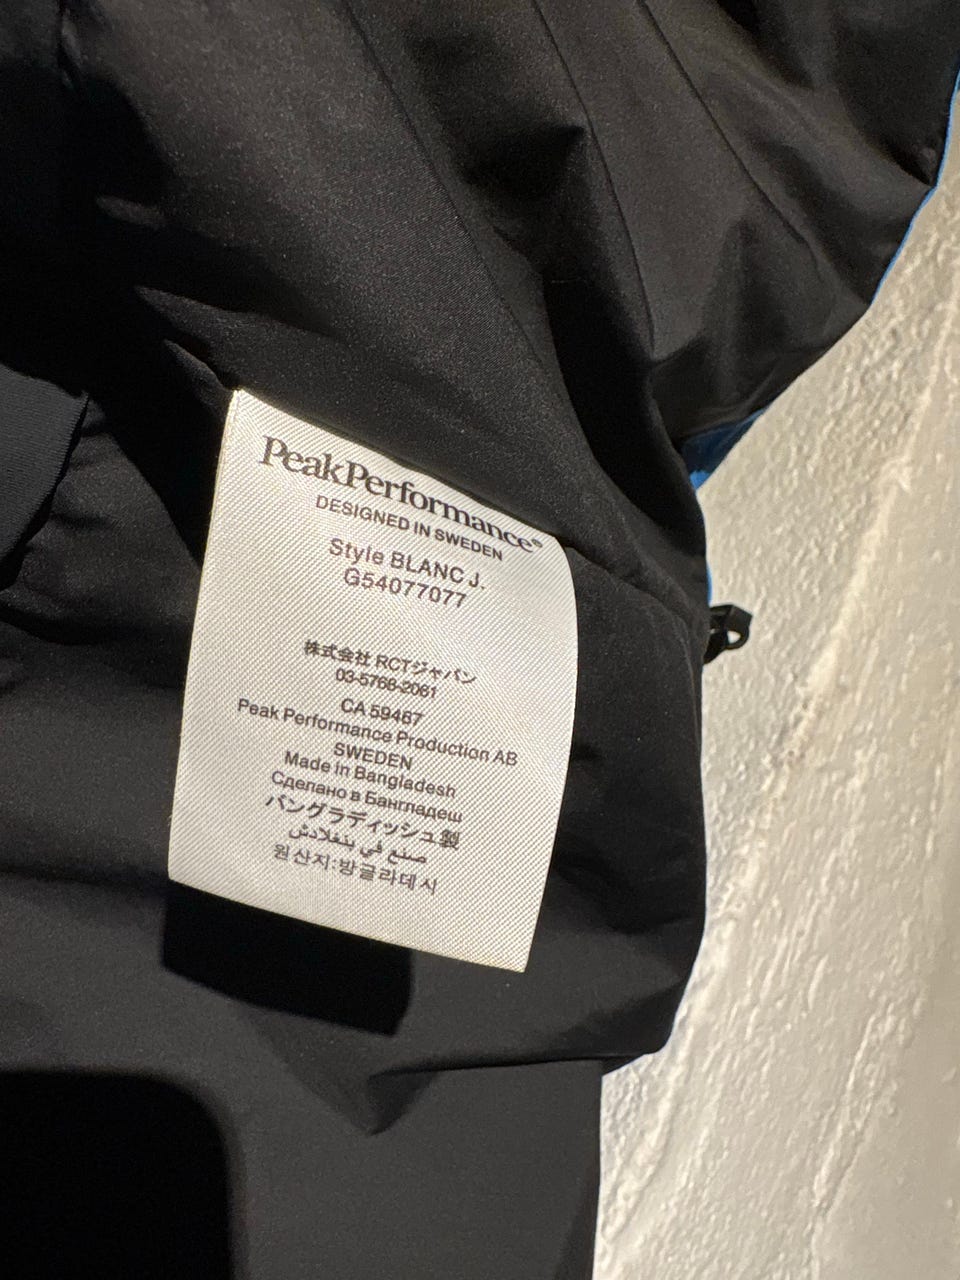 PeakPerformance®
DESIGNED IN SWEDEN
Style BLANC J.
G54077077
株式会社 RCTジャパン
03-5766-2061
CA 59487
Peak Performance Production AB
SWEDEN
Made in Bangladesh
Сделано в Бангладеш
バングラディッシュ製
صنع في بنغلادش
원산지:방글라데시